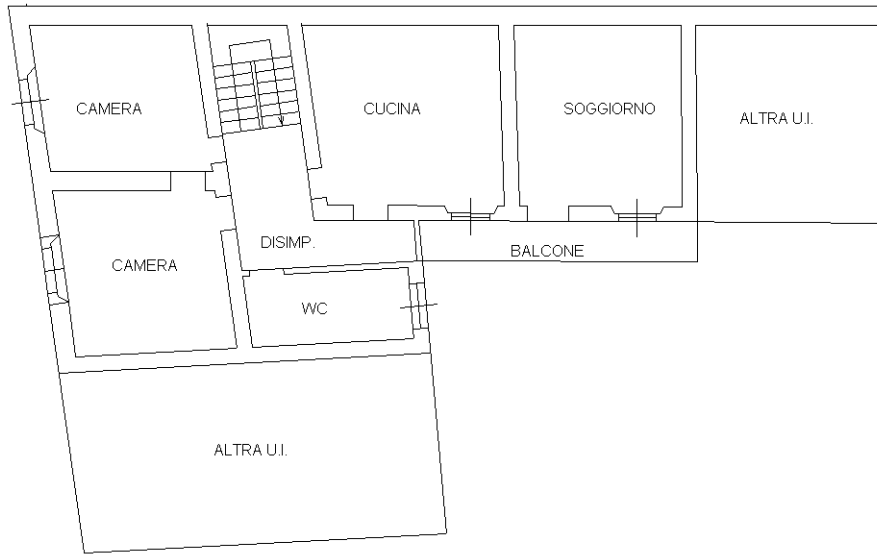 CAMERA
CUCINA
SOGGIORNO
ALTRA U.I.
CAMERA
DISIMP.
BALCONE
WC
ALTRA U.I.